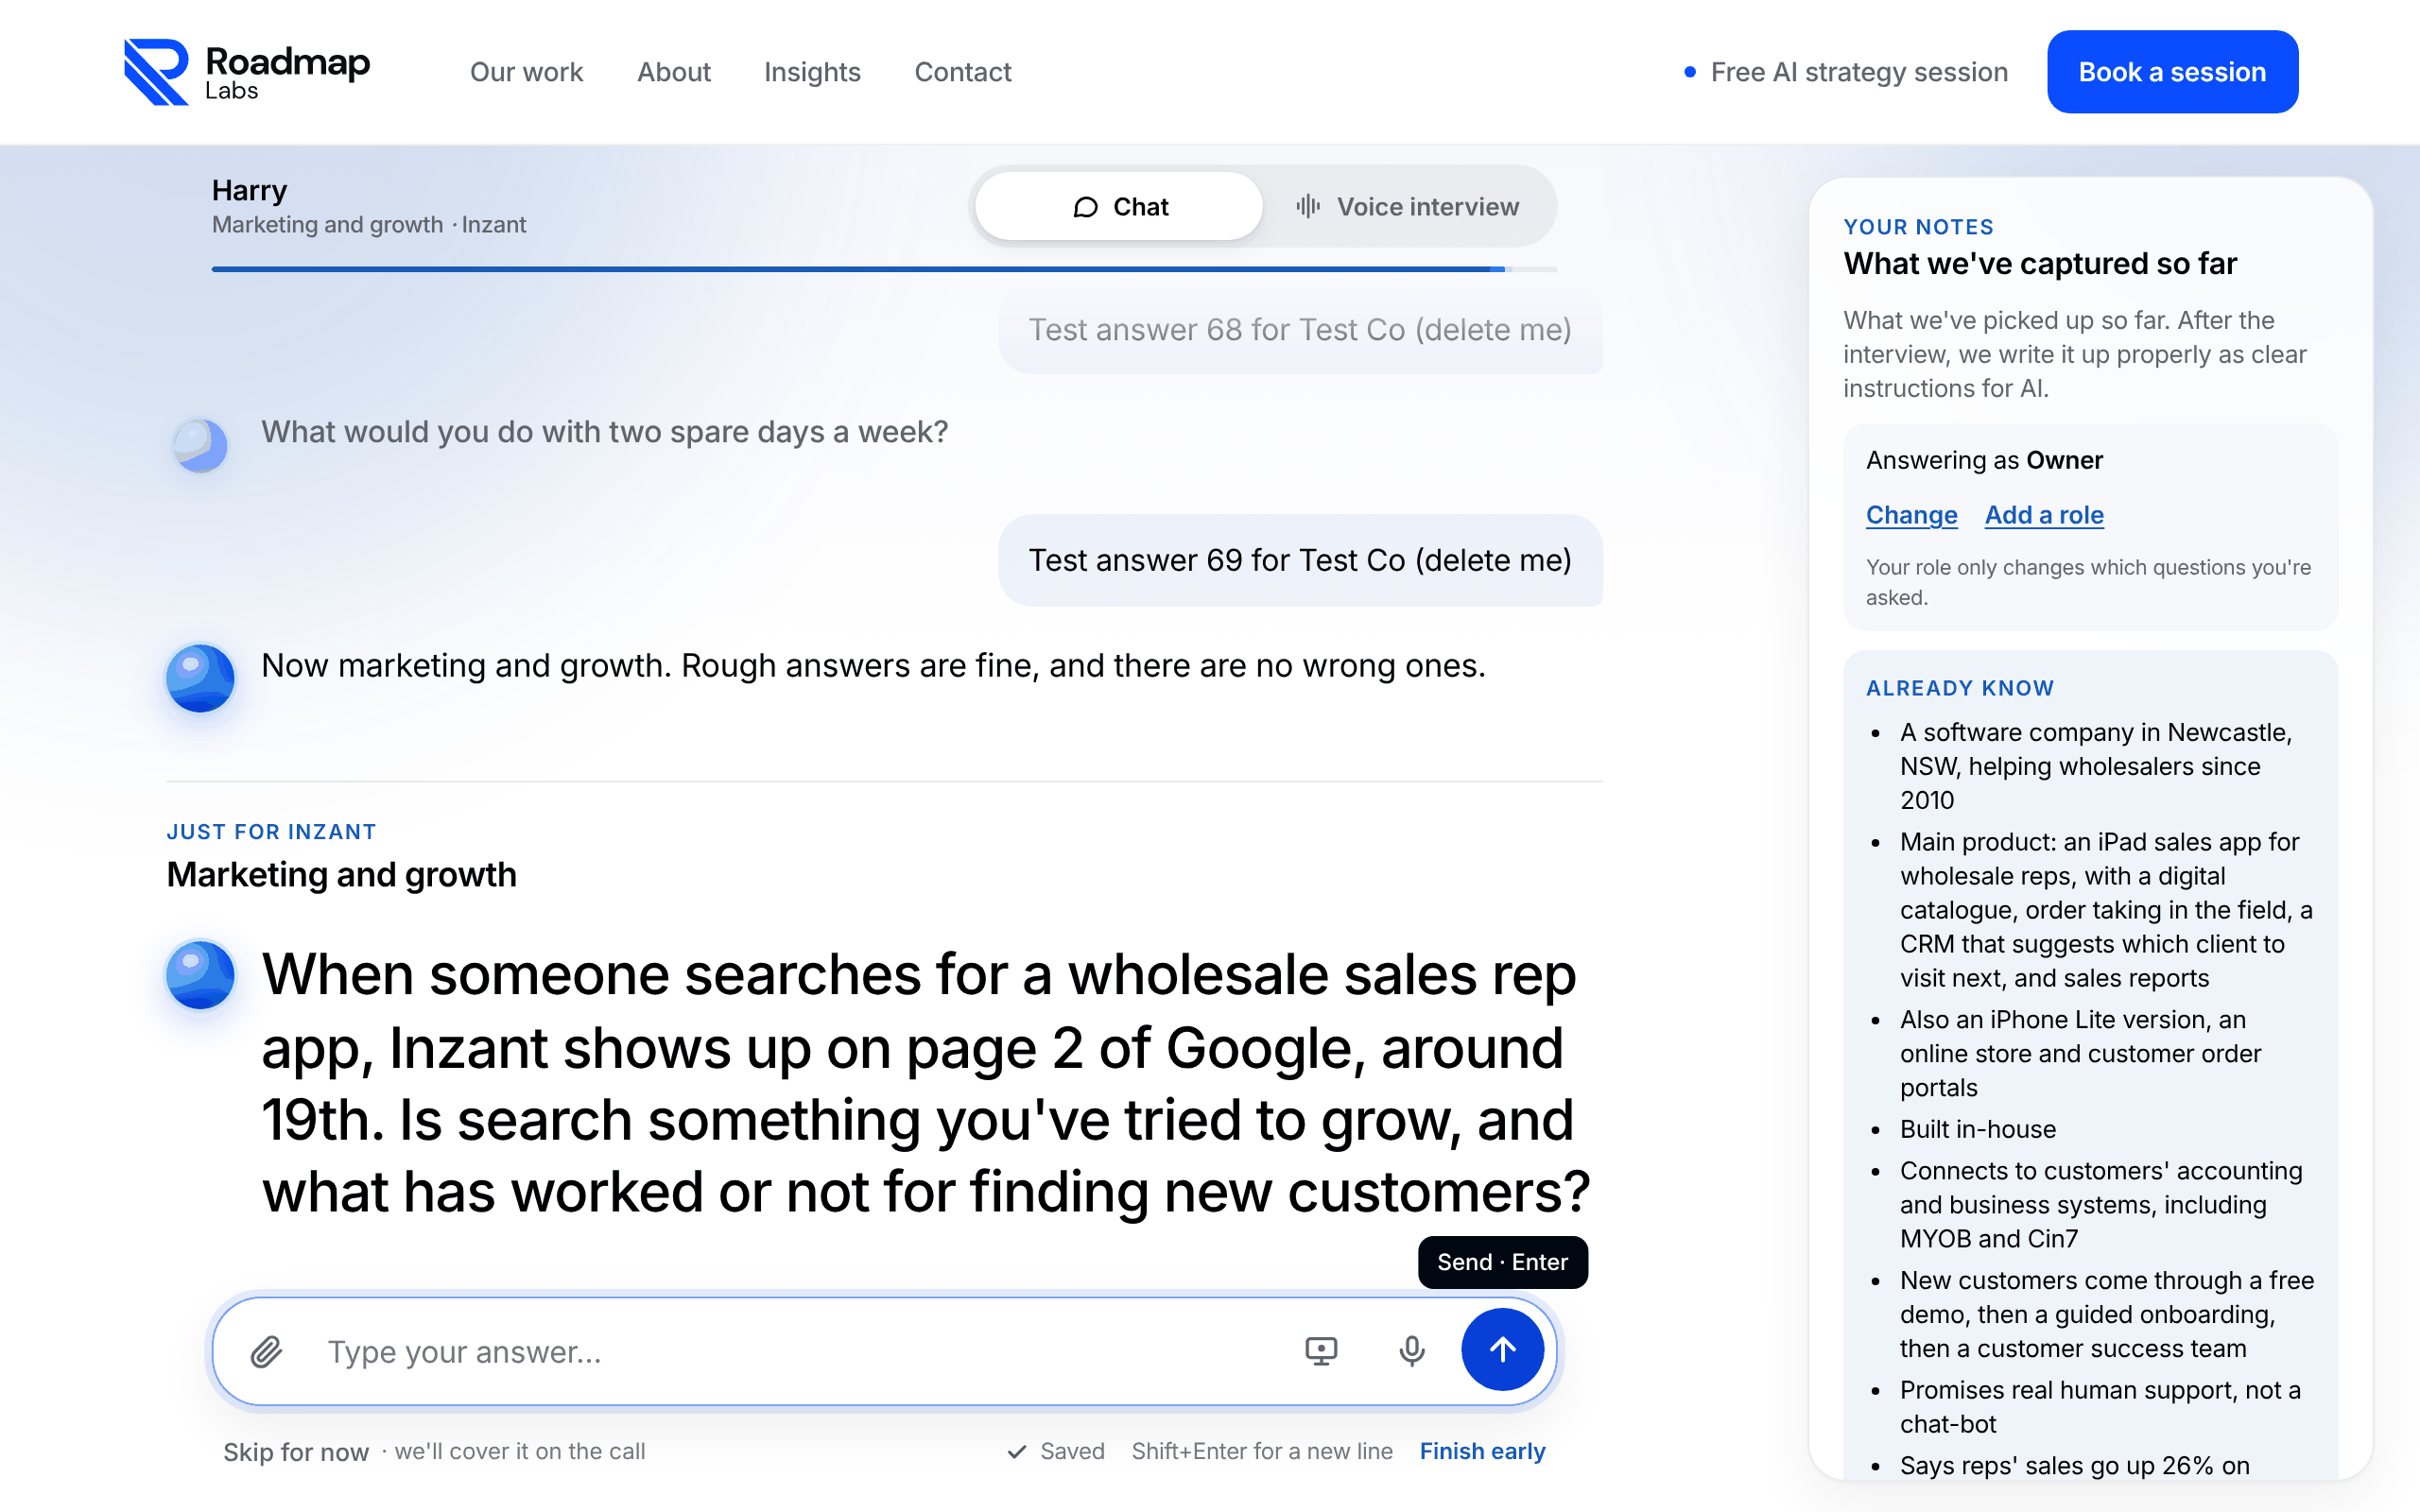 Roadmap
Labs
Our work
About
Insights
Contact
Free AI strategy session
Book a session
Harry
Marketing and growth · Inzant
Chat
Voice interview
Test answer 68 for Test Co (delete me)
What would you do with two spare days a week?
Test answer 69 for Test Co (delete me)
Now marketing and growth. Rough answers are fine, and there are no wrong ones.
JUST FOR INZANT
Marketing and growth
When someone searches for a wholesale sales rep
app, Inzant shows up on page 2 of Google, around
19th. Is search something you've tried to grow, and
what has worked or not for finding new customers?
Send · Enter
Type your answer...
Skip for now · we'll cover it on the call
Saved
Shift+Enter for a new line
Finish early
YOUR NOTES
What we've captured so far
What we've picked up so far. After the
interview, we write it up properly as clear
instructions for AI.
Answering as Owner
Change
Add a role
Your role only changes which questions you're
asked.
ALREADY KNOW
• A software company in Newcastle,
NSW, helping wholesalers since
2010
• Main product: an iPad sales app for
wholesale reps, with a digital
catalogue, order taking in the field, a
CRM that suggests which client to
visit next, and sales reports
• Also an iPhone Lite version, an
online store and customer order
portals
• Built in-house
• Connects to customers' accounting
and business systems, including
MYOB and Cin7
• New customers come through a free
demo, then a guided onboarding,
then a customer success team
• Promises real human support, not a
chat-bot
• Says reps' sales go up 26% on